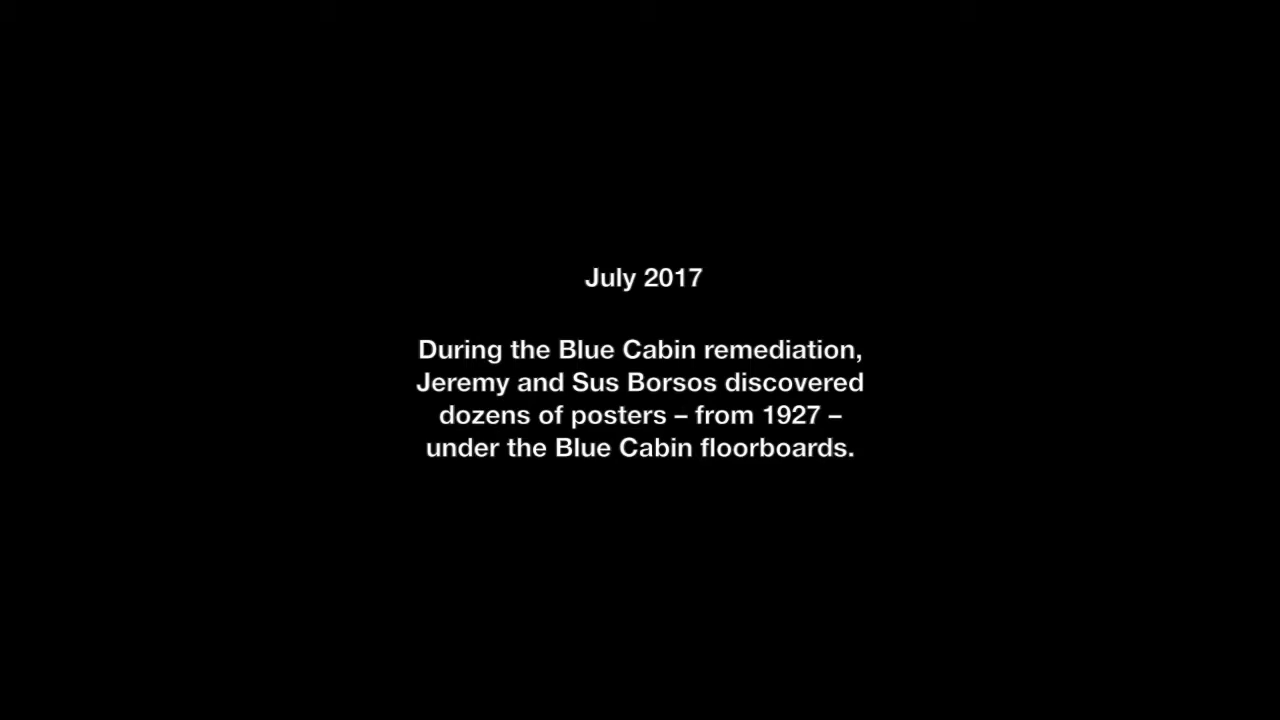 July 2017
During the Blue Cabin remediation,
Jeremy and Sus Borsos discovered
dozens of posters – from 1927 –
under the Blue Cabin floorboards.